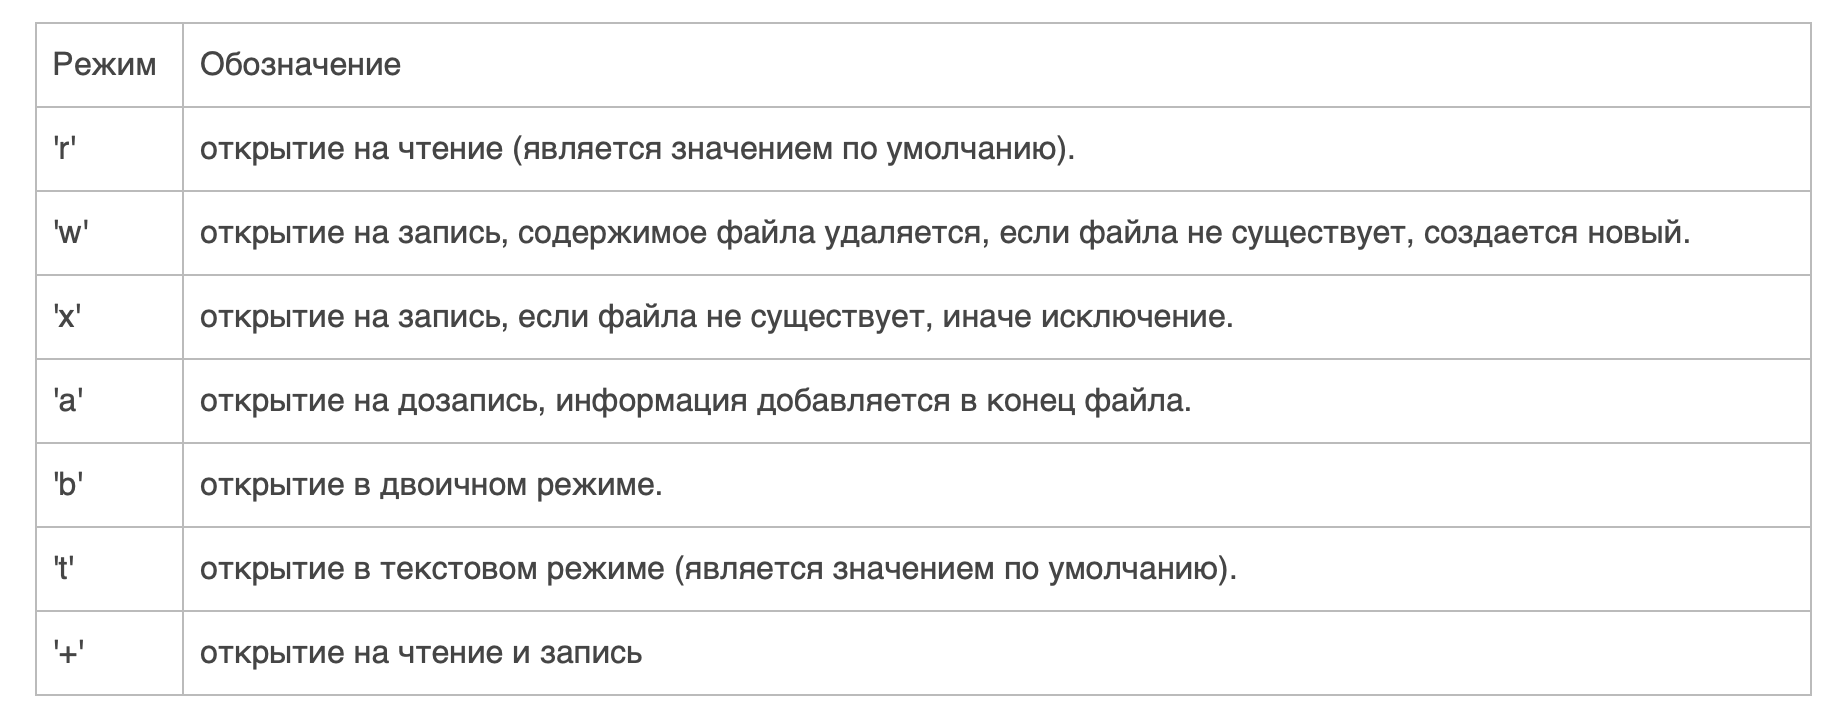 Режим Обозначение
'r' открытие на чтение (является значением по умолчанию).
'w' открытие на запись, содержимое файла удаляется, если файла не существует, создается новый.
'x' открытие на запись, если файла не существует, иначе исключение.
'a' открытие на дозапись, информация добавляется в конец файла.
'b' открытие в двоичном режиме.
't' открытие в текстовом режиме (является значением по умолчанию).
'+' открытие на чтение и запись